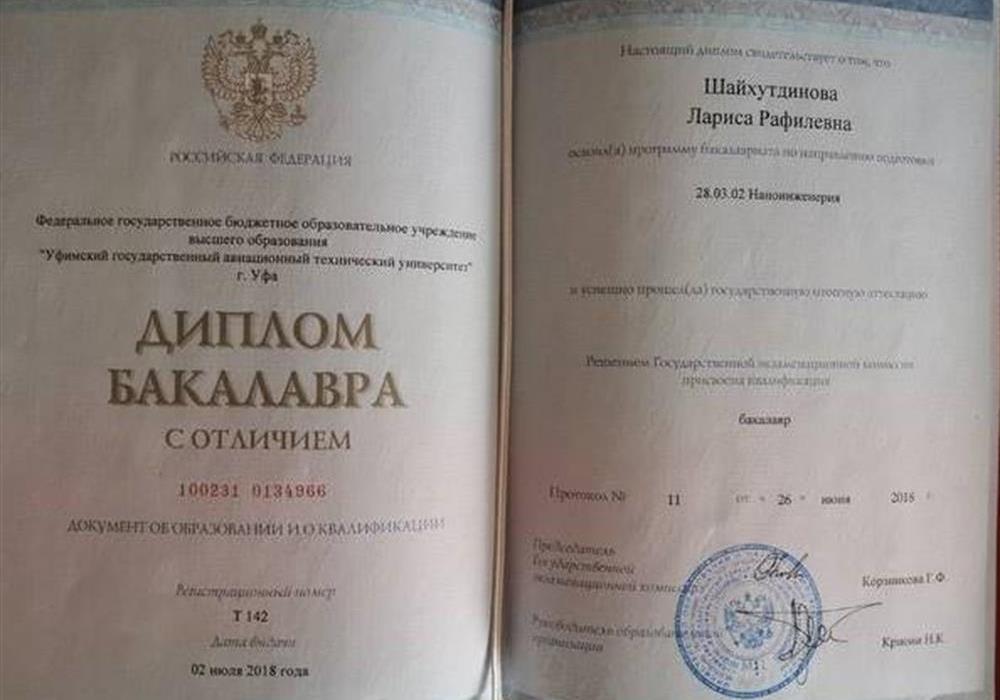 РОССИЙСКАЯ ФЕДЕРАЦИЯ
Федеральное государственное бюджетное образовательное учреждение
высшего образования
"Уфимский государственный авиационный технический университет"
г. Уфа
ДИПЛОМ
БАКАЛАВРА
С ОТЛИЧИЕМ
100231 0134966
ДОКУМЕНТ ОБ ОБРАЗОВАНИИ И О КВАЛИФИКАЦИИ
Регистрационный номер
Т 142
Дата выдачи
02 июля 2018 года
Настоящий диплом свидетельствует о том, что
Шайхутдинова
Лариса Рафилевна
освоил(а) программу бакалавриата по направлению подготовки
28.03.02 Наноинженерия
и успешно прошел(ла) государственную итоговую аттестацию
Решением Государственной экзаменационной комиссии
присвоена квалификация
бакалавр
Протокол № 11 от « 26 » июня 2018 г.
Председатель
Государственной
экзаменационной комиссии
Корзникова Г.Ф.
Руководитель образовательной
организации
Криони Н.К.